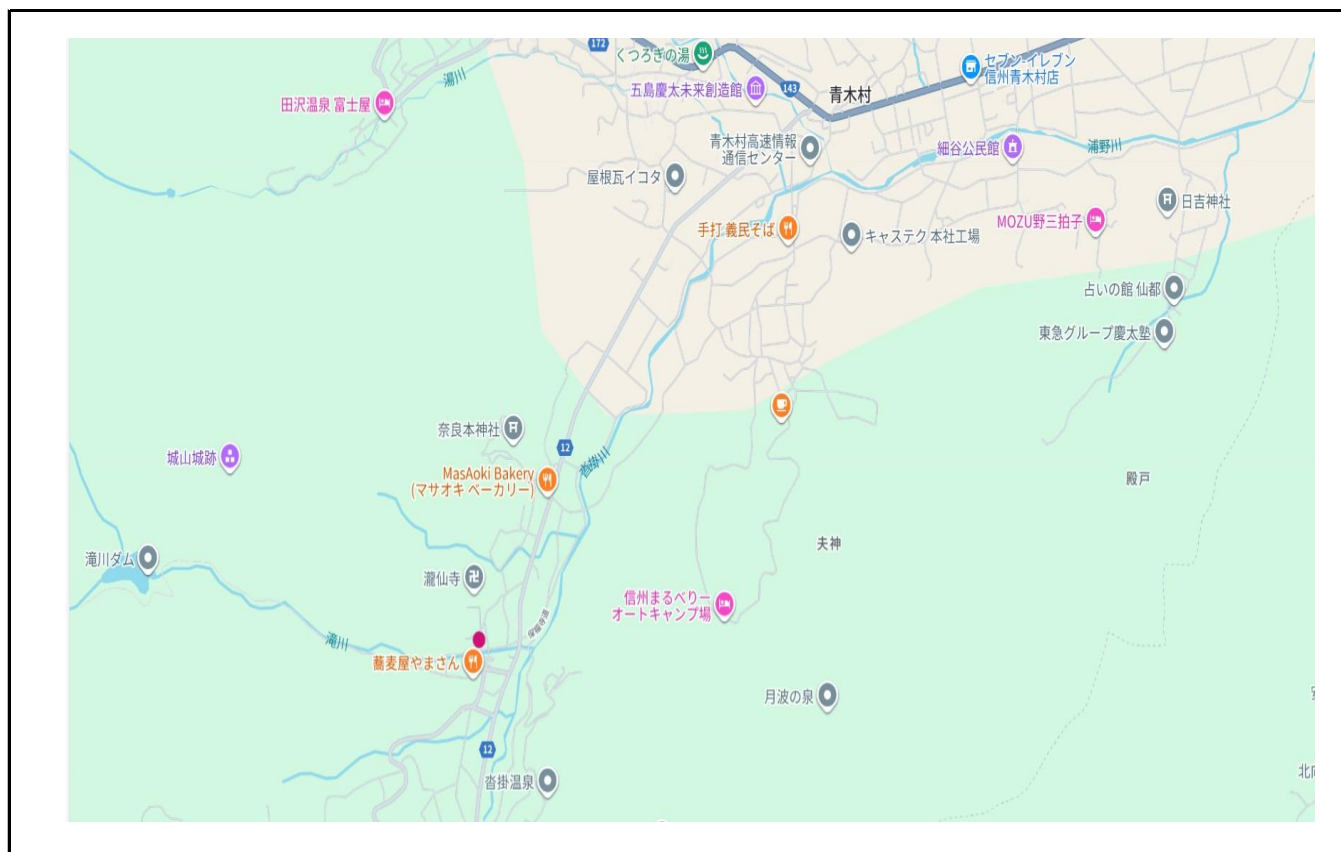 172
くつろぎの湯
セブン-イレブン
信州青木村店
湯川
田沢温泉 富士屋
五島慶太未来創造館
143
青木村
青木村高速情報
通信センター
細谷公民館
浦野川
屋根瓦イコタ
日吉神社
MOZU野三拍子
手打 義民そば
キャステク 本社工場
占いの館 仙都
東急グループ慶太塾
奈良本神社
12
沓掛川
城山城跡
MasAoki Bakery
(マサオキ ベーカリー)
殿戸
夫神
滝川ダム
瀧仙寺
信州まるべりー
オートキャンプ場
保福寺道
滝川
蕎麦屋やまさん
月波の泉
12
沓掛温泉